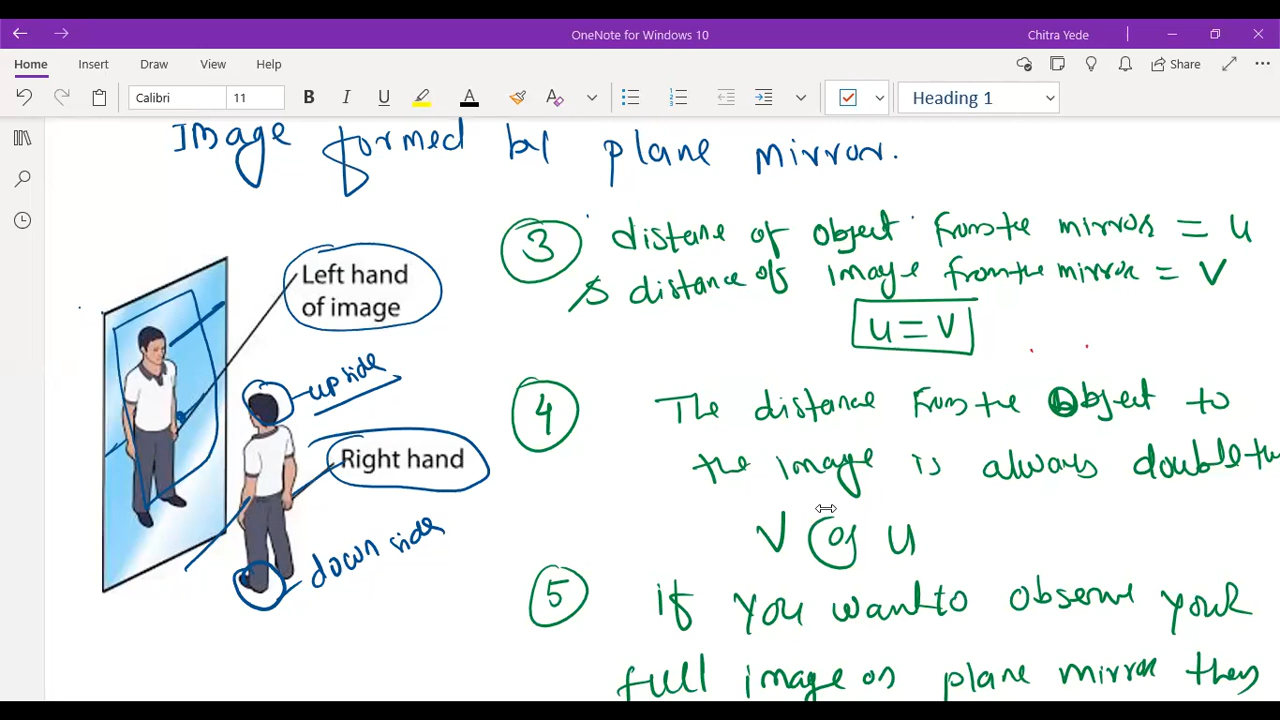 OneNote for Windows 10
Chitra Yede
Home Insert Draw View Help
Share
Calibri 11 B I U A Heading 1
Image formed by plane mirror.
3 distane of object from the mirror = u
& distance of image from the mirror = v
u = v
Left hand
of image
up side
4 The distance from the object to
the image is always double the
Right hand
v or u
down side
5 if you want to observe your
full image on plane mirror then